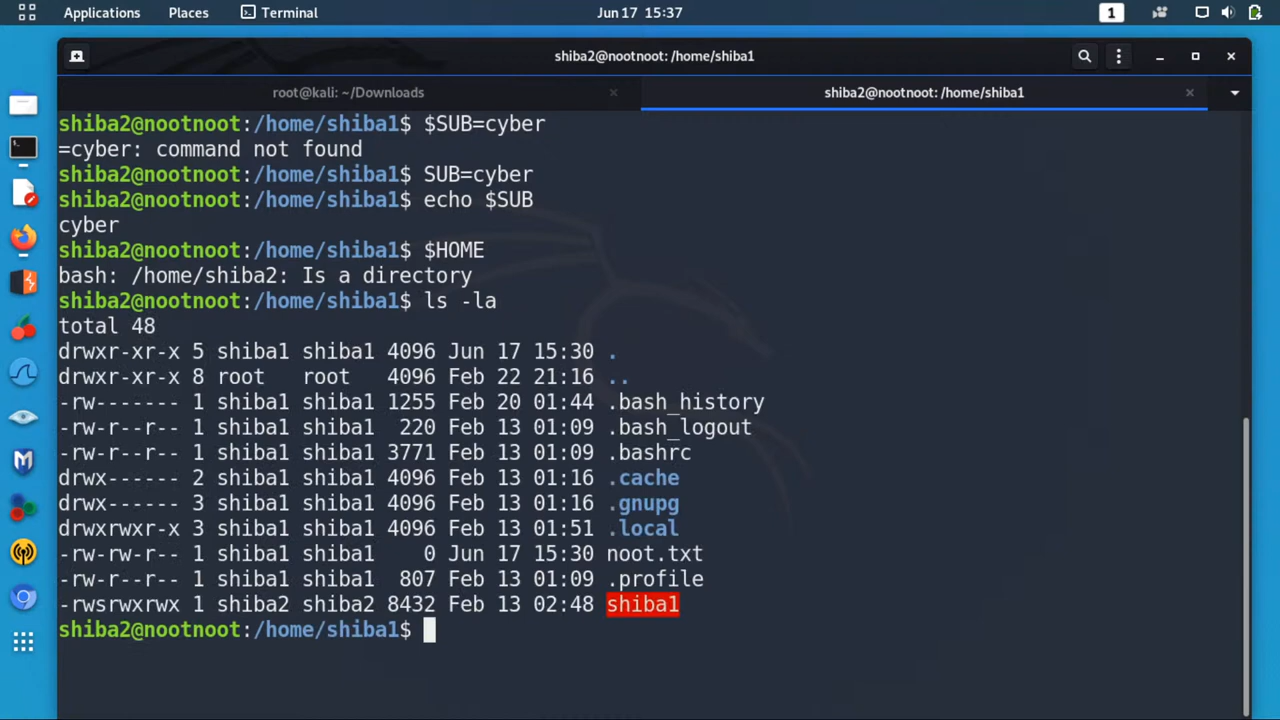 Applications Places Terminal Jun 17 15:37 1
shiba2@nootnoot: /home/shiba1
root@kali: ~/Downloads shiba2@nootnoot: /home/shiba1
shiba2@nootnoot:/home/shiba1$ $SUB=cyber
=cyber: command not found
shiba2@nootnoot:/home/shiba1$ SUB=cyber
shiba2@nootnoot:/home/shiba1$ echo $SUB
cyber
shiba2@nootnoot:/home/shiba1$ $HOME
bash: /home/shiba2: Is a directory
shiba2@nootnoot:/home/shiba1$ ls -la
total 48
drwxr-xr-x 5 shiba1 shiba1 4096 Jun 17 15:30 .
drwxr-xr-x 8 root   root   4096 Feb 22 21:16 ..
-rw------- 1 shiba1 shiba1 1255 Feb 20 01:44 .bash_history
-rw-r--r-- 1 shiba1 shiba1  220 Feb 13 01:09 .bash_logout
-rw-r--r-- 1 shiba1 shiba1 3771 Feb 13 01:09 .bashrc
drwx------ 2 shiba1 shiba1 4096 Feb 13 01:16 .cache
drwx------ 3 shiba1 shiba1 4096 Feb 13 01:16 .gnupg
drwxrwxr-x 3 shiba1 shiba1 4096 Feb 13 01:51 .local
-rw-rw-r-- 1 shiba1 shiba1    0 Jun 17 15:30 noot.txt
-rw-r--r-- 1 shiba1 shiba1  807 Feb 13 01:09 .profile
-rwsrwxrwx 1 shiba2 shiba2 8432 Feb 13 02:48 shiba1
shiba2@nootnoot:/home/shiba1$